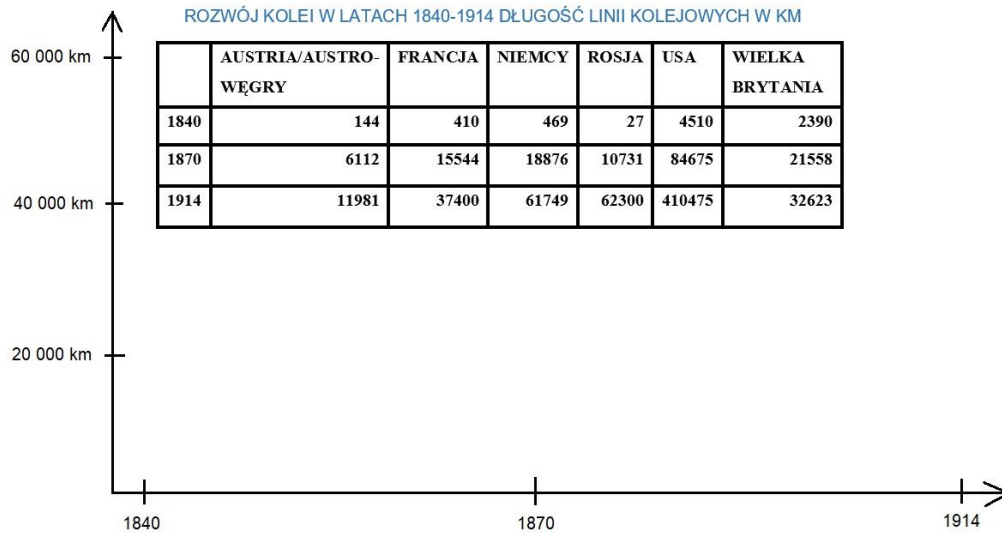 ROZWÓJ KOLEI W LATACH 1840-1914 DŁUGOŚĆ LINII KOLEJOWYCH W KM
60 000 km
AUSTRIA/AUSTRO-WĘGRY FRANCJA NIEMCY ROSJA USA WIELKA BRYTANIA
1840 144 410 469 27 4510 2390
1870 6112 15544 18876 10731 84675 21558
40 000 km
1914 11981 37400 61749 62300 410475 32623
20 000 km
1840 1870 1914